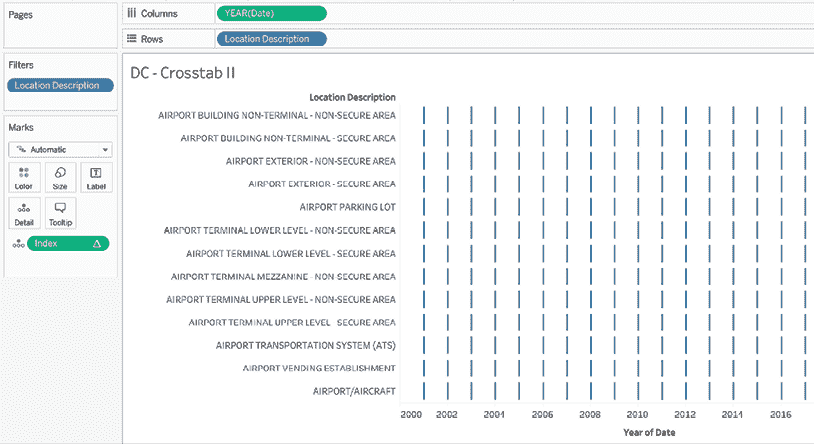 Pages
Columns
YEAR(Date)
Rows
Location Description
Filters
Location Description
Marks
Automatic
Color
Size
Label
Detail
Tooltip
Index
DC - Crosstab II
Location Description
AIRPORT BUILDING NON-TERMINAL - NON-SECURE AREA
AIRPORT BUILDING NON-TERMINAL - SECURE AREA
AIRPORT EXTERIOR - NON-SECURE AREA
AIRPORT EXTERIOR - SECURE AREA
AIRPORT PARKING LOT
AIRPORT TERMINAL LOWER LEVEL - NON-SECURE AREA
AIRPORT TERMINAL LOWER LEVEL - SECURE AREA
AIRPORT TERMINAL MEZZANINE - NON-SECURE AREA
AIRPORT TERMINAL UPPER LEVEL - NON-SECURE AREA
AIRPORT TERMINAL UPPER LEVEL - SECURE AREA
AIRPORT TRANSPORTATION SYSTEM (ATS)
AIRPORT VENDING ESTABLISHMENT
AIRPORT/AIRCRAFT
2000 2002 2004 2006 2008 2010 2012 2014 2016
Year of Date